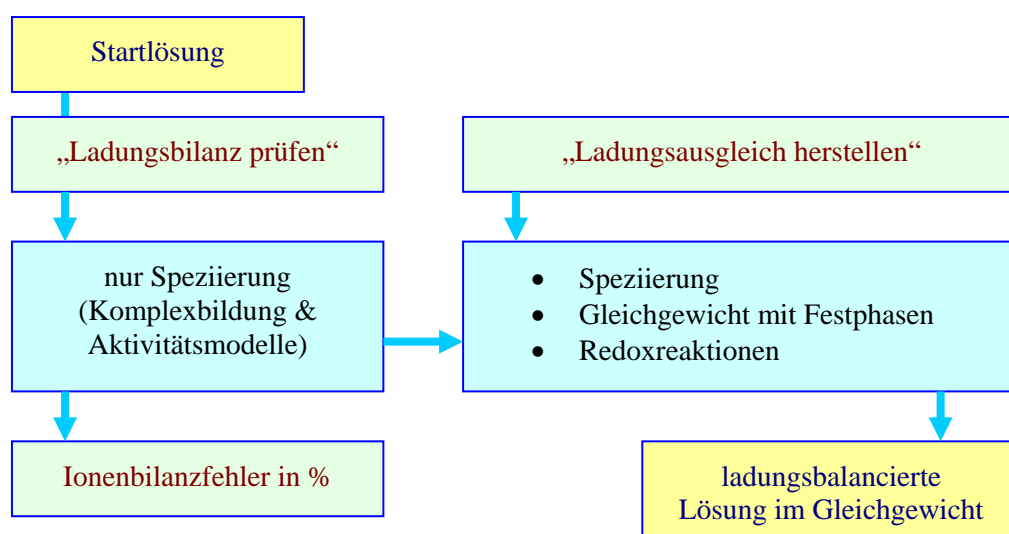 Startlösung
„Ladungsbilanz prüfen“
„Ladungsausgleich herstellen“
nur Speziierung
(Komplexbildung &
Aktivitätsmodelle)
• Speziierung
• Gleichgewicht mit Festphasen
• Redoxreaktionen
Ionenbilanzfehler in %
ladungsbalancierte
Lösung im Gleichgewicht